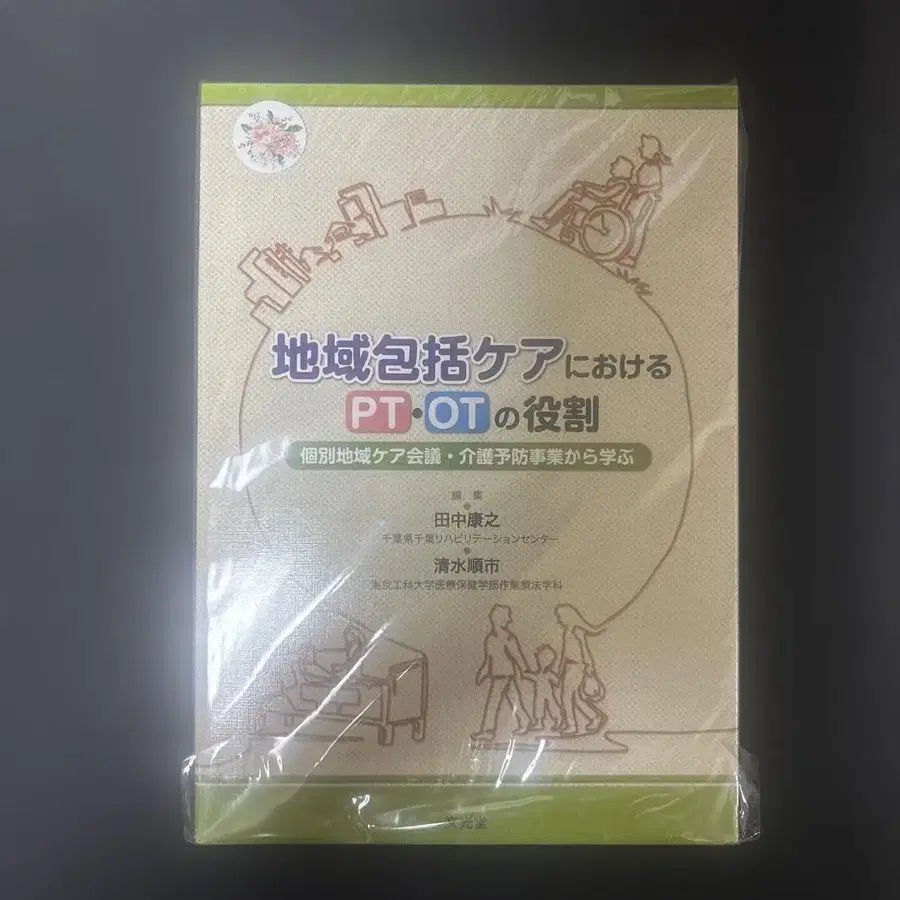 地域包括ケアにおける
PT・OTの役割
個別地域ケア会議・介護予防事業から学ぶ
編 集
田中康之
千葉県千葉リハビリテーションセンター
清水順市
東京工科大学医療保健学部作業療法学科
文光堂